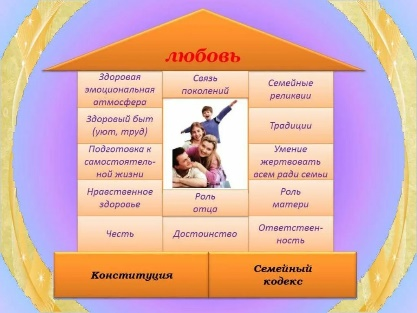 любовь
Здоровая
эмоциональная
атмосфера
Связь
поколений
Семейные
реликвии
Здоровый быт
(уют, труд)
Традиции
Подготовка к
самостоятель-
ной жизни
Умение
жертвовать
всем ради семьи
Нравственное
здоровье
Роль
отца
Роль
матери
Честь
Достоинство
Ответствен-
ность
Конституция
Семейный
кодекс